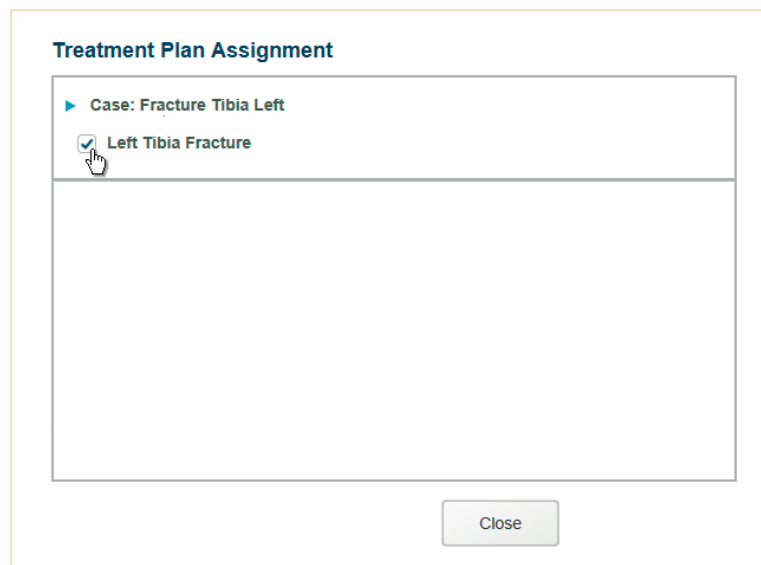 Treatment Plan Assignment
Case: Fracture Tibia Left
Left Tibia Fracture
Close